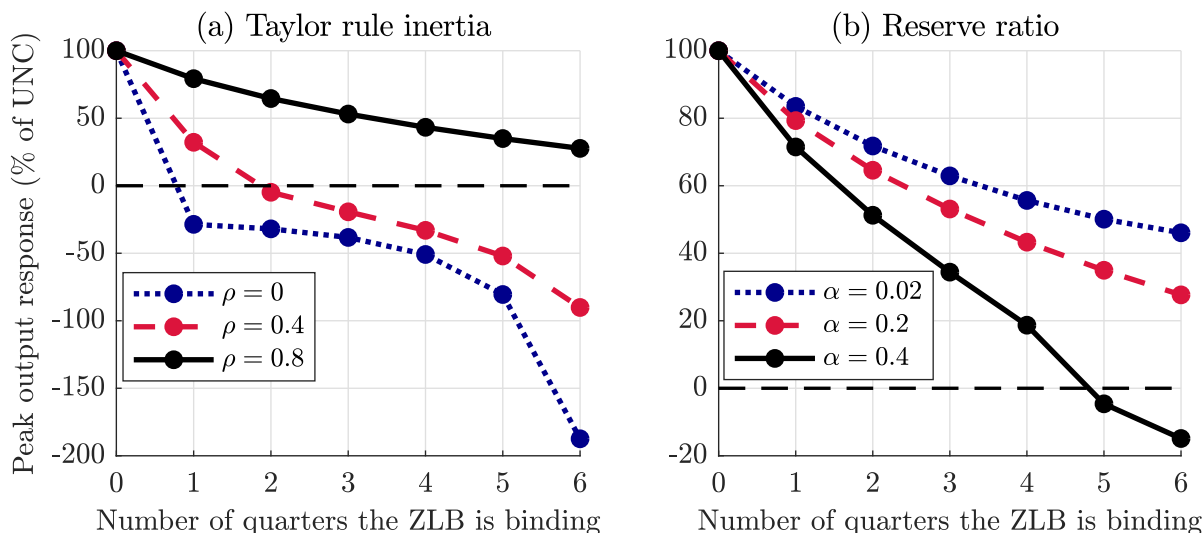 (a) Taylor rule inertia
Peak output response (% of UNC)
100
50
0
-50
-100
-150
-200
ρ = 0
ρ = 0.4
ρ = 0.8
0 1 2 3 4 5 6
Number of quarters the ZLB is binding
(b) Reserve ratio
100
80
60
40
20
0
-20
α = 0.02
α = 0.2
α = 0.4
0 1 2 3 4 5 6
Number of quarters the ZLB is binding